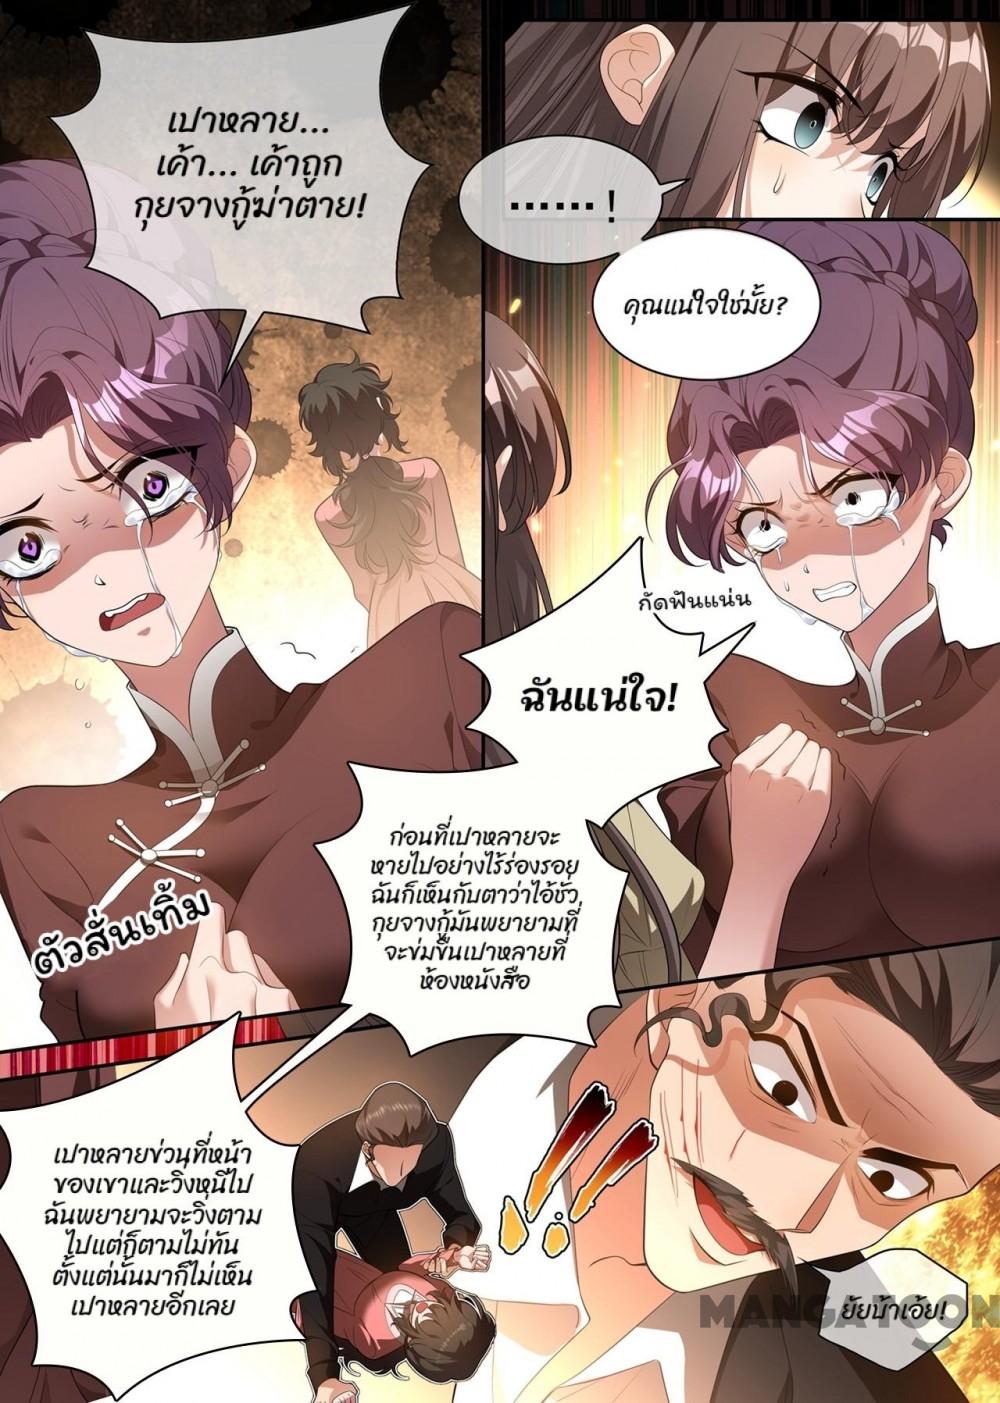 เปาหลาย...
เค้า... เค้าถูก
กุยจางกู้ฆ่าตาย!
......!
คุณแน่ใจใช่มั้ย?
กัดฟันแน่น
ฉันแน่ใจ!
ก่อนที่เปาหลายจะ
หายไปอย่างไร้ร่องรอย
ฉันก็เห็นกับตาว่าไอ้ชั่ว
กุยจางกู้มันพยายามที่
จะข่มขืนเปาหลายที่
ห้องหนังสือ
ตัวสั่นเทิ้ม
เปาหลายข่วนที่หน้า
ของเขาและวิ่งหนีไป
ฉันพยายามจะวิ่งตาม
ไปแต่ก็ตามไม่ทัน
ตั้งแต่นั้นมาก็ไม่เห็น
เปาหลายอีกเลย
!!
ยัยบ้าเอ้ย!
MANGATOON